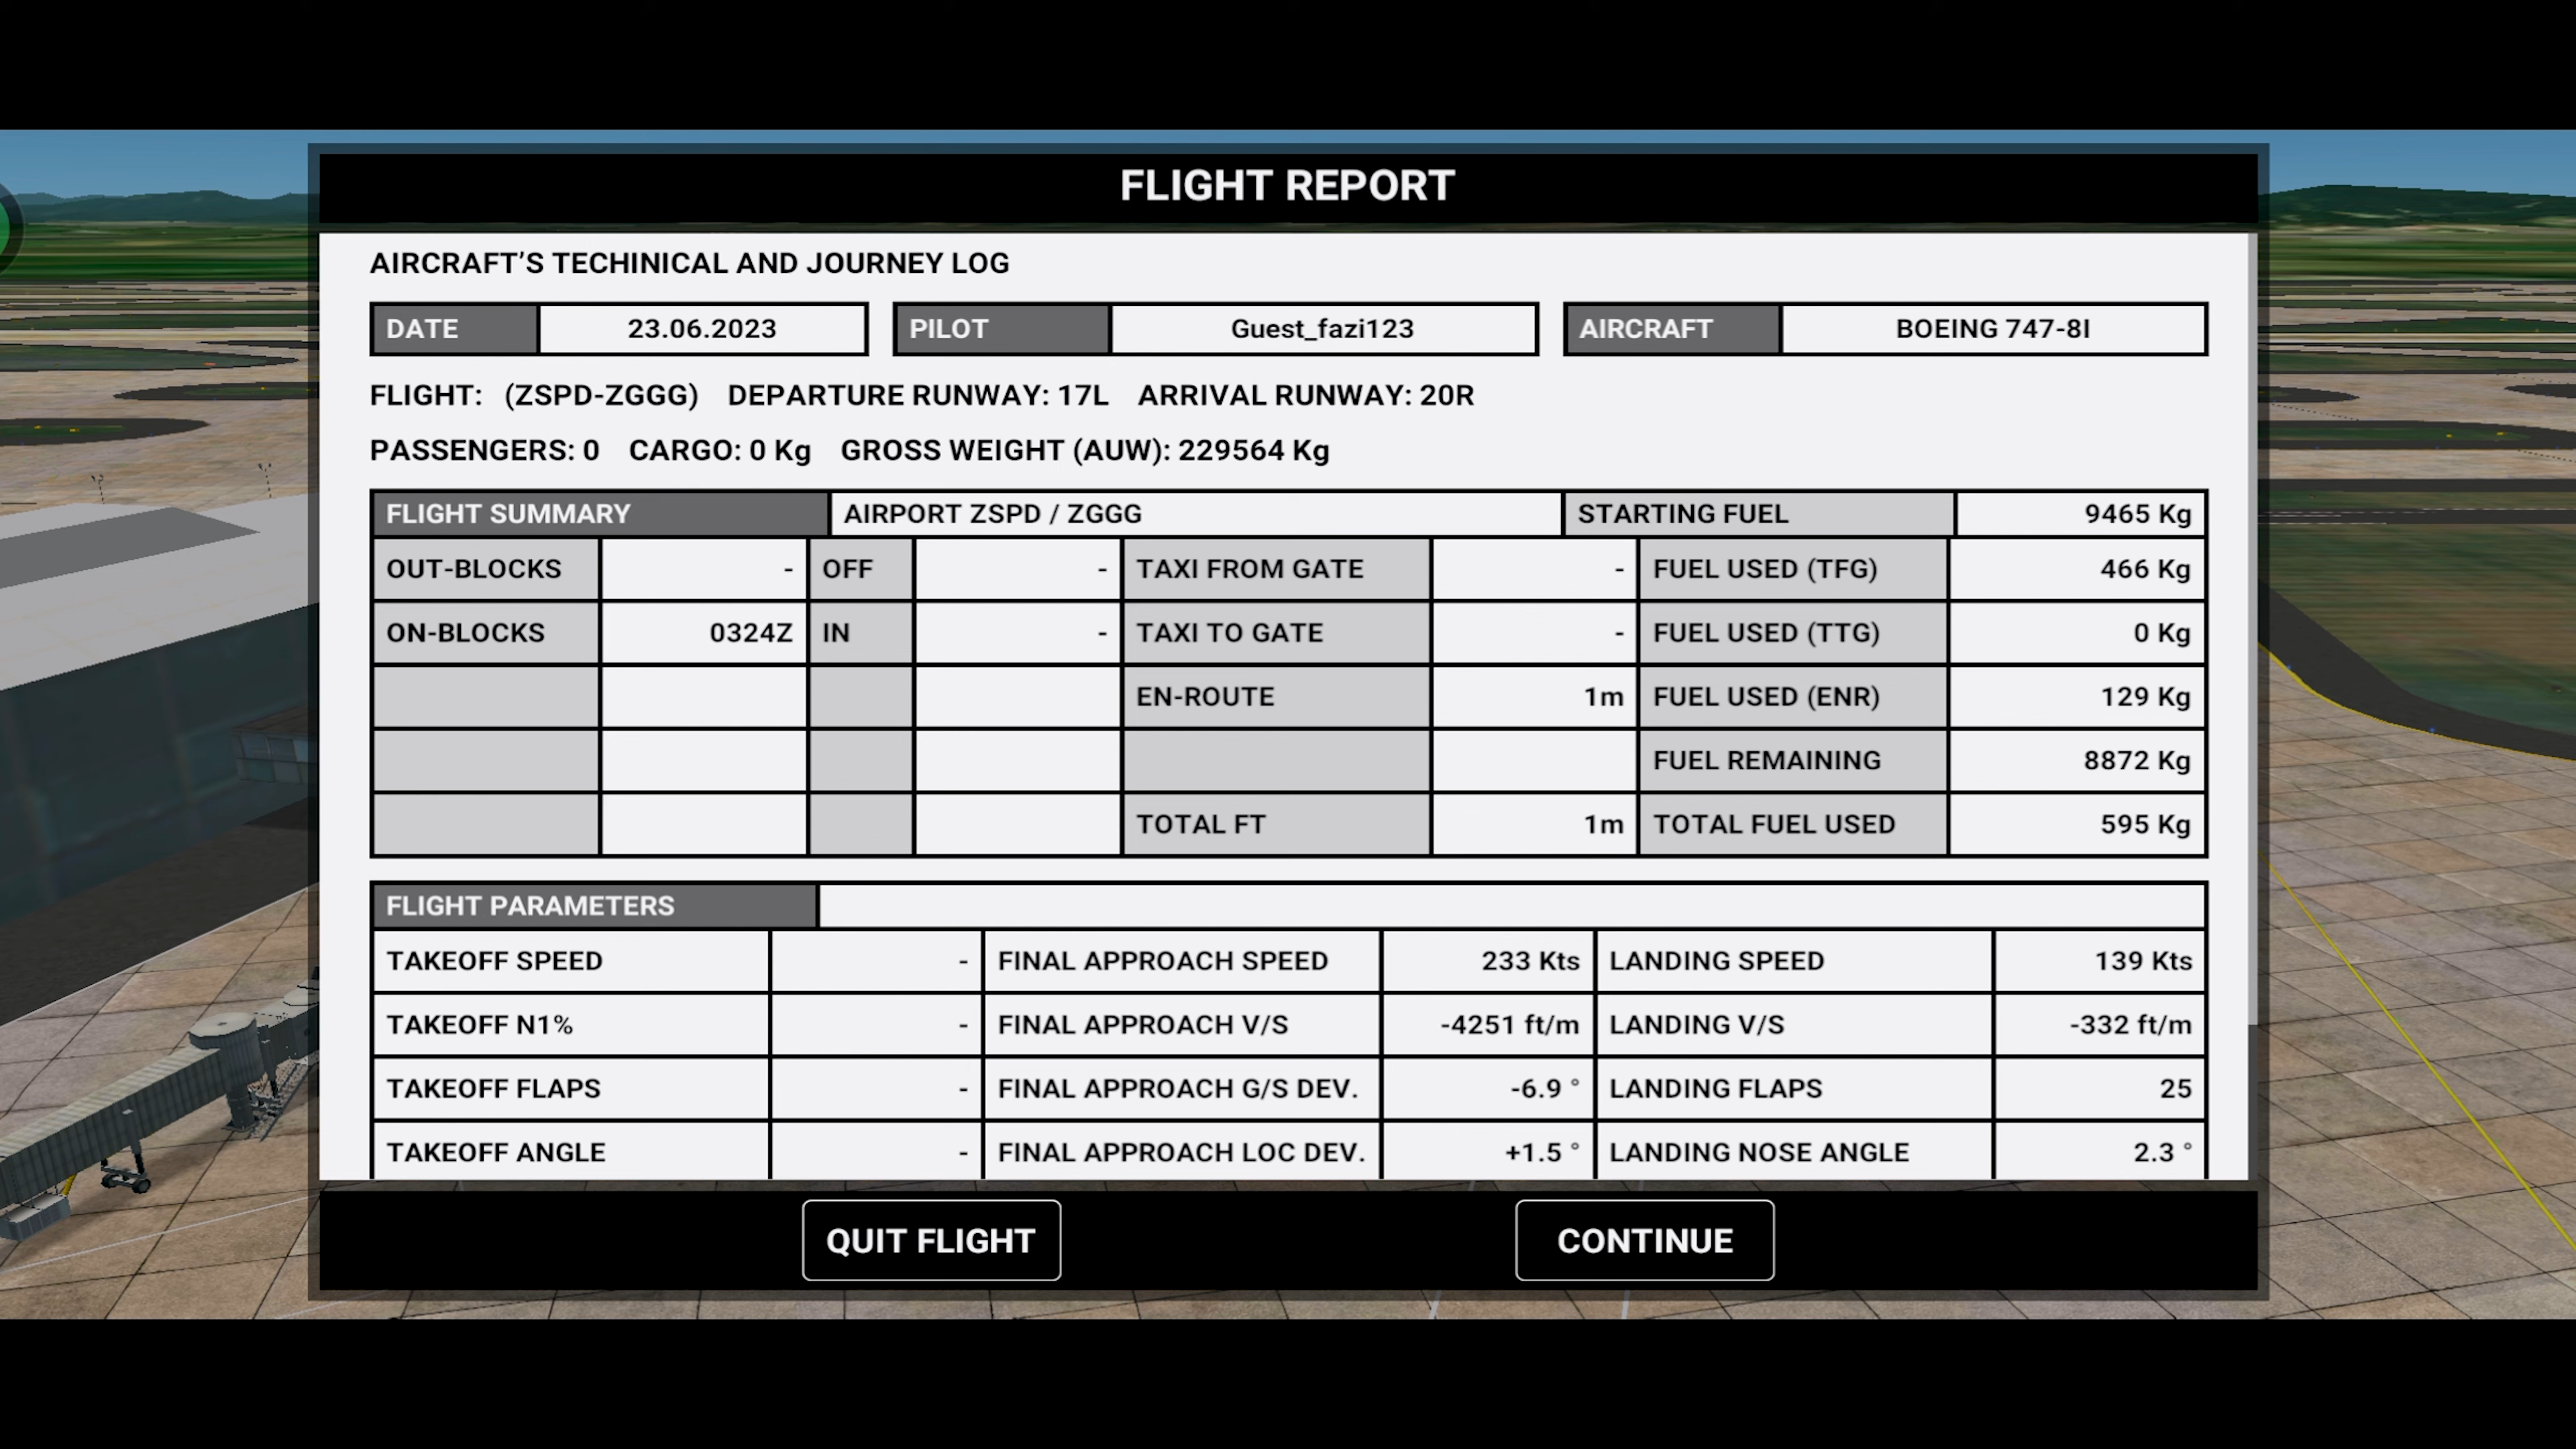 FLIGHT REPORT
AIRCRAFT’S TECHINICAL AND JOURNEY LOG
DATE 23.06.2023 PILOT Guest_fazi123 AIRCRAFT BOEING 747-8I
FLIGHT: (ZSPD-ZGGG) DEPARTURE RUNWAY: 17L ARRIVAL RUNWAY: 20R
PASSENGERS: 0 CARGO: 0 Kg GROSS WEIGHT (AUW): 229564 Kg
FLIGHT SUMMARY AIRPORT ZSPD / ZGGG STARTING FUEL 9465 Kg
OUT-BLOCKS - OFF - TAXI FROM GATE - FUEL USED (TFG) 466 Kg
ON-BLOCKS 0324Z IN - TAXI TO GATE - FUEL USED (TTG) 0 Kg
EN-ROUTE 1m FUEL USED (ENR) 129 Kg
FUEL REMAINING 8872 Kg
TOTAL FT 1m TOTAL FUEL USED 595 Kg
FLIGHT PARAMETERS
TAKEOFF SPEED - FINAL APPROACH SPEED 233 Kts LANDING SPEED 139 Kts
TAKEOFF N1% - FINAL APPROACH V/S -4251 ft/m LANDING V/S -332 ft/m
TAKEOFF FLAPS - FINAL APPROACH G/S DEV. -6.9 ° LANDING FLAPS 25
TAKEOFF ANGLE - FINAL APPROACH LOC DEV. +1.5 ° LANDING NOSE ANGLE 2.3 °
QUIT FLIGHT CONTINUE